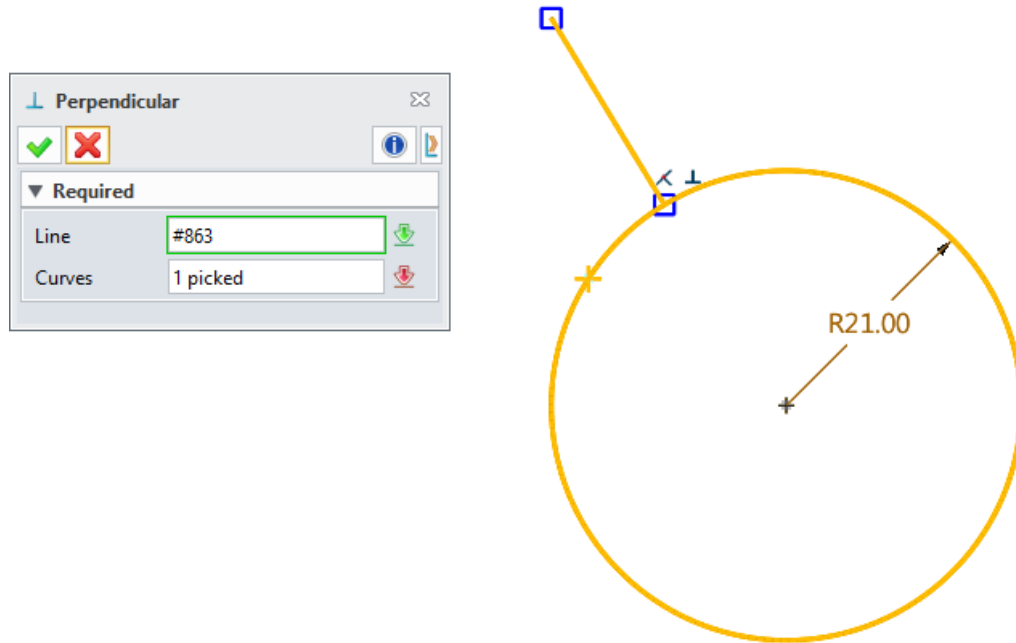 Perpendicular
Required
Line #863
Curves 1 picked
R21.00